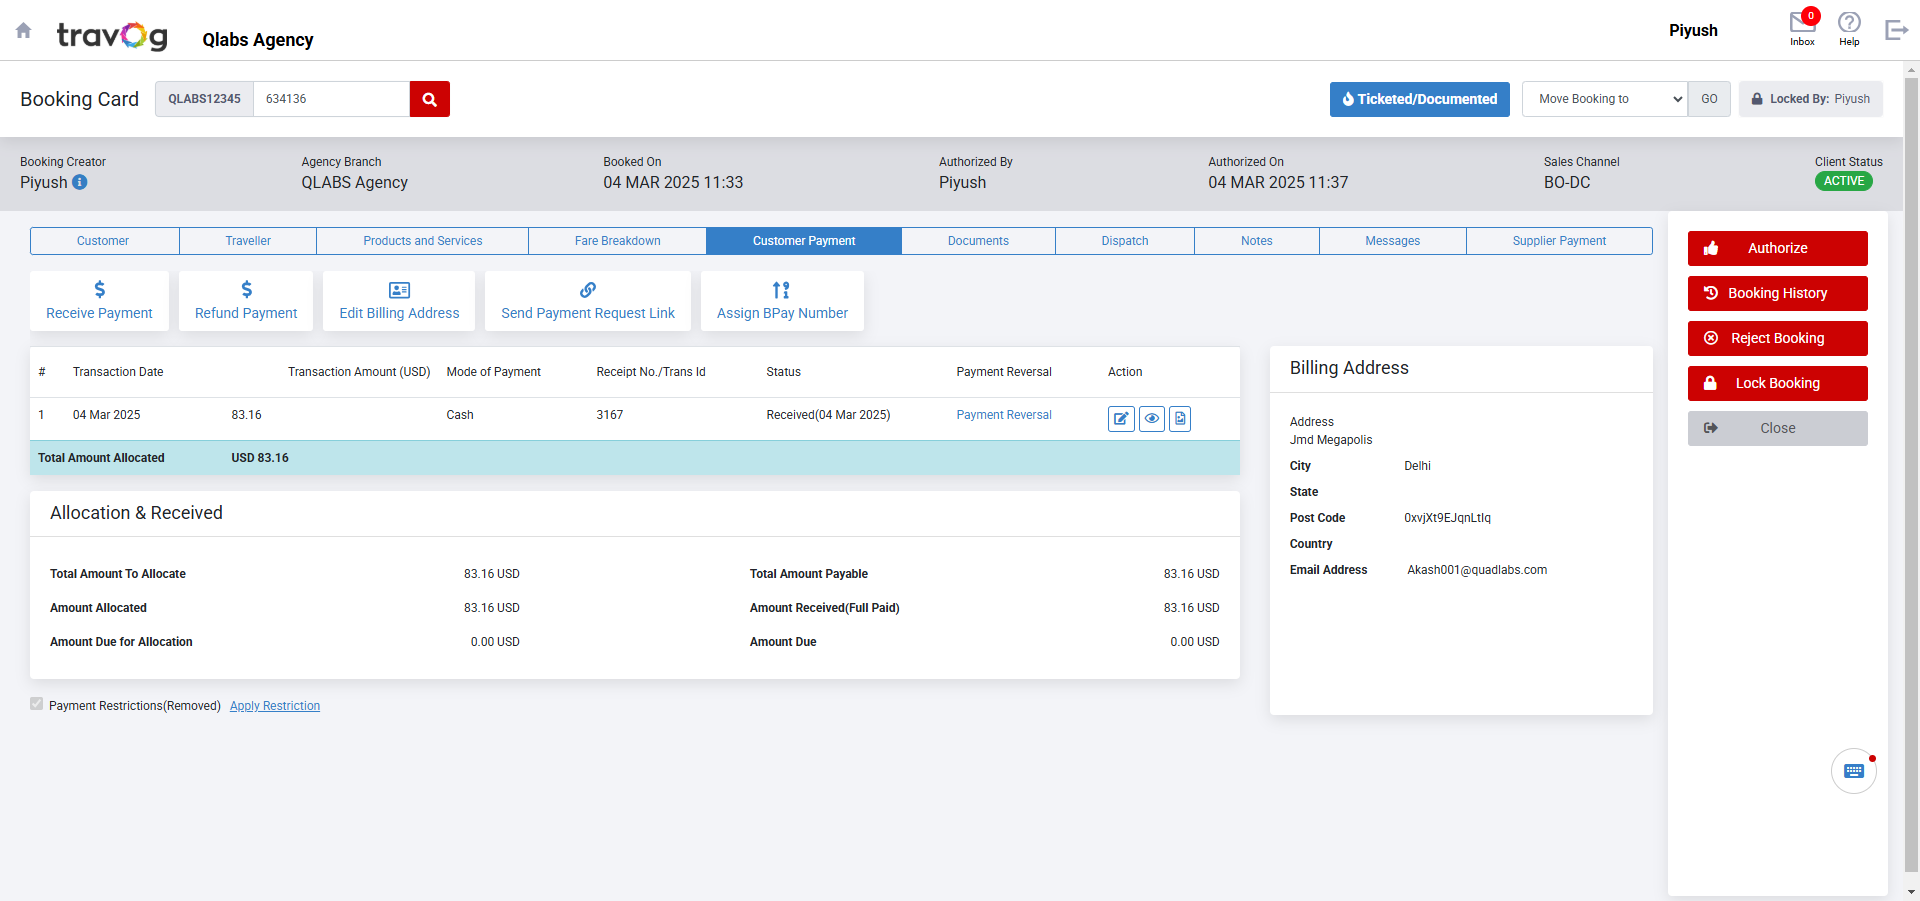 travog
Qlabs Agency
Piyush
0
Inbox
Help
Booking Card
QLABS12345
634136
Ticketed/Documented
Move Booking to
GO
Locked By: Piyush
Booking Creator
Piyush
Agency Branch
QLABS Agency
Booked On
04 MAR 2025 11:33
Authorized By
Piyush
Authorized On
04 MAR 2025 11:37
Sales Channel
BO-DC
Client Status
ACTIVE
Customer
Traveller
Products and Services
Fare Breakdown
Customer Payment
Documents
Dispatch
Notes
Messages
Supplier Payment
Receive Payment
Refund Payment
Edit Billing Address
Send Payment Request Link
Assign BPay Number
# Transaction Date Transaction Amount (USD) Mode of Payment Receipt No./Trans Id Status Payment Reversal Action
1 04 Mar 2025 83.16 Cash 3167 Received(04 Mar 2025) Payment Reversal
Total Amount Allocated USD 83.16
Allocation & Received
Total Amount To Allocate 83.16 USD
Amount Allocated 83.16 USD
Amount Due for Allocation 0.00 USD
Total Amount Payable 83.16 USD
Amount Received(Full Paid) 83.16 USD
Amount Due 0.00 USD
Payment Restrictions(Removed) Apply Restriction
Billing Address
Address
Jmd Megapolis
City Delhi
State
Post Code 0xvjXt9EJqnLtIq
Country
Email Address Akash001@quadlabs.com
Authorize
Booking History
Reject Booking
Lock Booking
Close